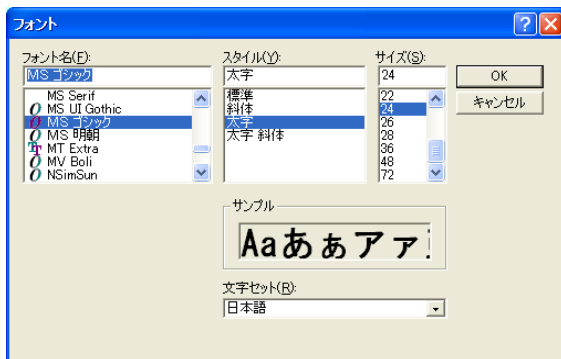 フォント
フォント名(F):
MS ゴシック
MS Serif
MS UI Gothic
MS ゴシック
MS 明朝
MT Extra
MV Boli
NSimSun
スタイル(Y):
太字
標準
斜体
太字
太字 斜体
サイズ(S):
24
22
24
26
28
36
48
72
OK
キャンセル
サンプル
Aaあぁアァ
文字セット(R):
日本語